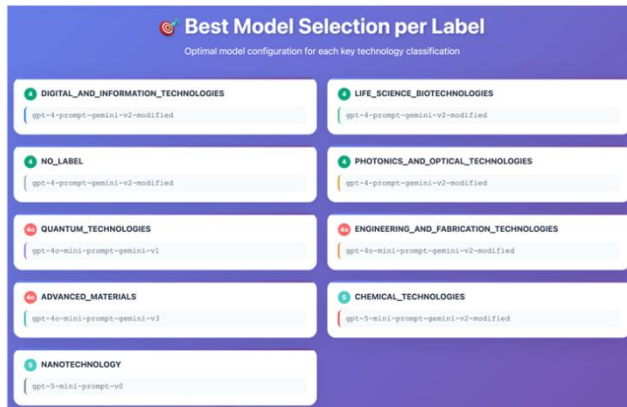 🎯 Best Model Selection per Label
Optimal model configuration for each key technology classification
4 DIGITAL_AND_INFORMATION_TECHNOLOGIES
gpt-4-prompt-gemini-v2-modified
4 LIFE_SCIENCE_BIOTECHNOLOGIES
gpt-4-prompt-gemini-v2-modified
4 NO_LABEL
gpt-4-prompt-gemini-v2-modified
4 PHOTONICS_AND_OPTICAL_TECHNOLOGIES
gpt-4-prompt-gemini-v2-modified
4o QUANTUM_TECHNOLOGIES
gpt-4o-mini-prompt-gemini-v1
4o ENGINEERING_AND_FABRICATION_TECHNOLOGIES
gpt-4o-mini-prompt-gemini-v2-modified
4o ADVANCED_MATERIALS
gpt-4o-mini-prompt-gemini-v3
5 CHEMICAL_TECHNOLOGIES
gpt-5-mini-prompt-gemini-v2-modified
5 NANOTECHNOLOGY
gpt-5-mini-prompt-v0